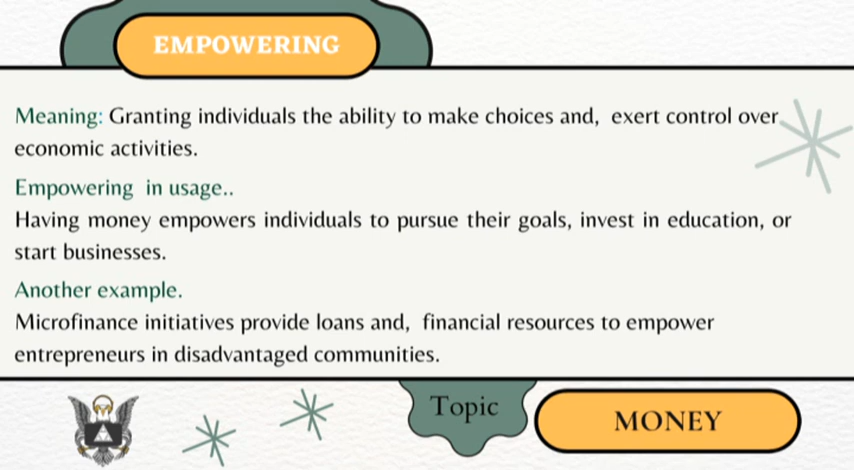 EMPOWERING
Meaning: Granting individuals the ability to make choices and, exert control over
economic activities.
Empowering in usage..
Having money empowers individuals to pursue their goals, invest in education, or
start businesses.
Another example.
Microfinance initiatives provide loans and, financial resources to empower
entrepreneurs in disadvantaged communities.
Topic
MONEY